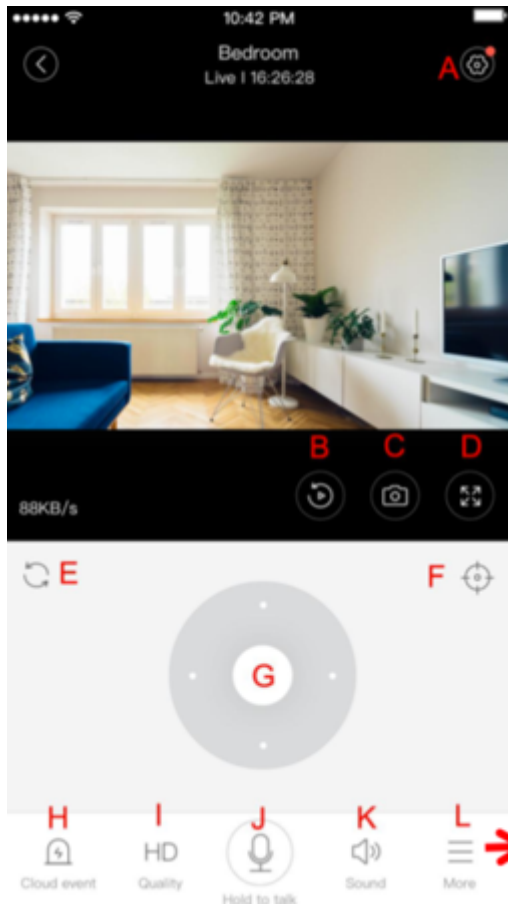 10:42 PM
Bedroom
Live | 16:26:28
A
B C D
88KB/s
E
F
G
H I J K L
HD
Cloud event Quality Hold to talk Sound More